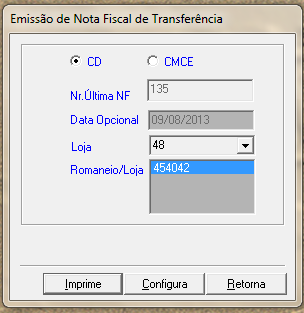 Emissão de Nota Fiscal de Transferência
CD CMCE
Nr.Última NF 135
Data Opcional 09/08/2013
Loja 48
Romaneio/Loja 454042
Imprime Configura Retorna